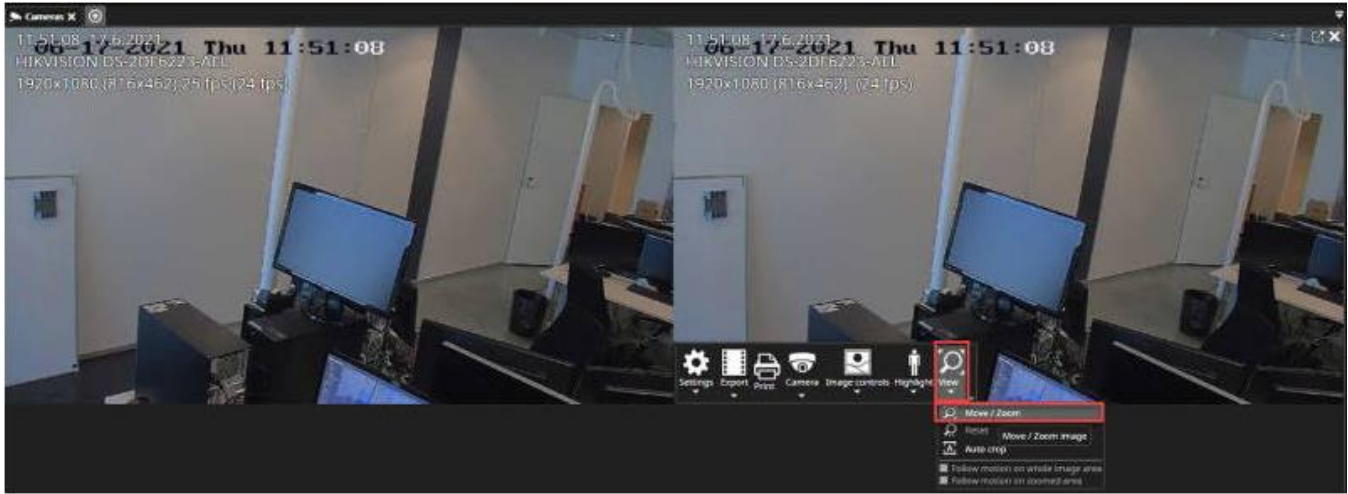 Cameras
11.51.08 17.6.2021
06-17-2021 Thu 11:51:08
HIKVISION DS-2DF6223-AEL
1920x1080 (816x462) 25 fps (24 fps)
11.51.08 17.6.2021
06-17-2021 Thu 11:51:08
HIKVISION DS-2DF6223-AEL
1920x1080 (816x462) (24 fps)
Settings Export Print Camera Image controls Highlight View
Move / Zoom
Reset
Move / Zoom image
Auto crop
Follow motion on whole image area
Follow motion on zoomed area